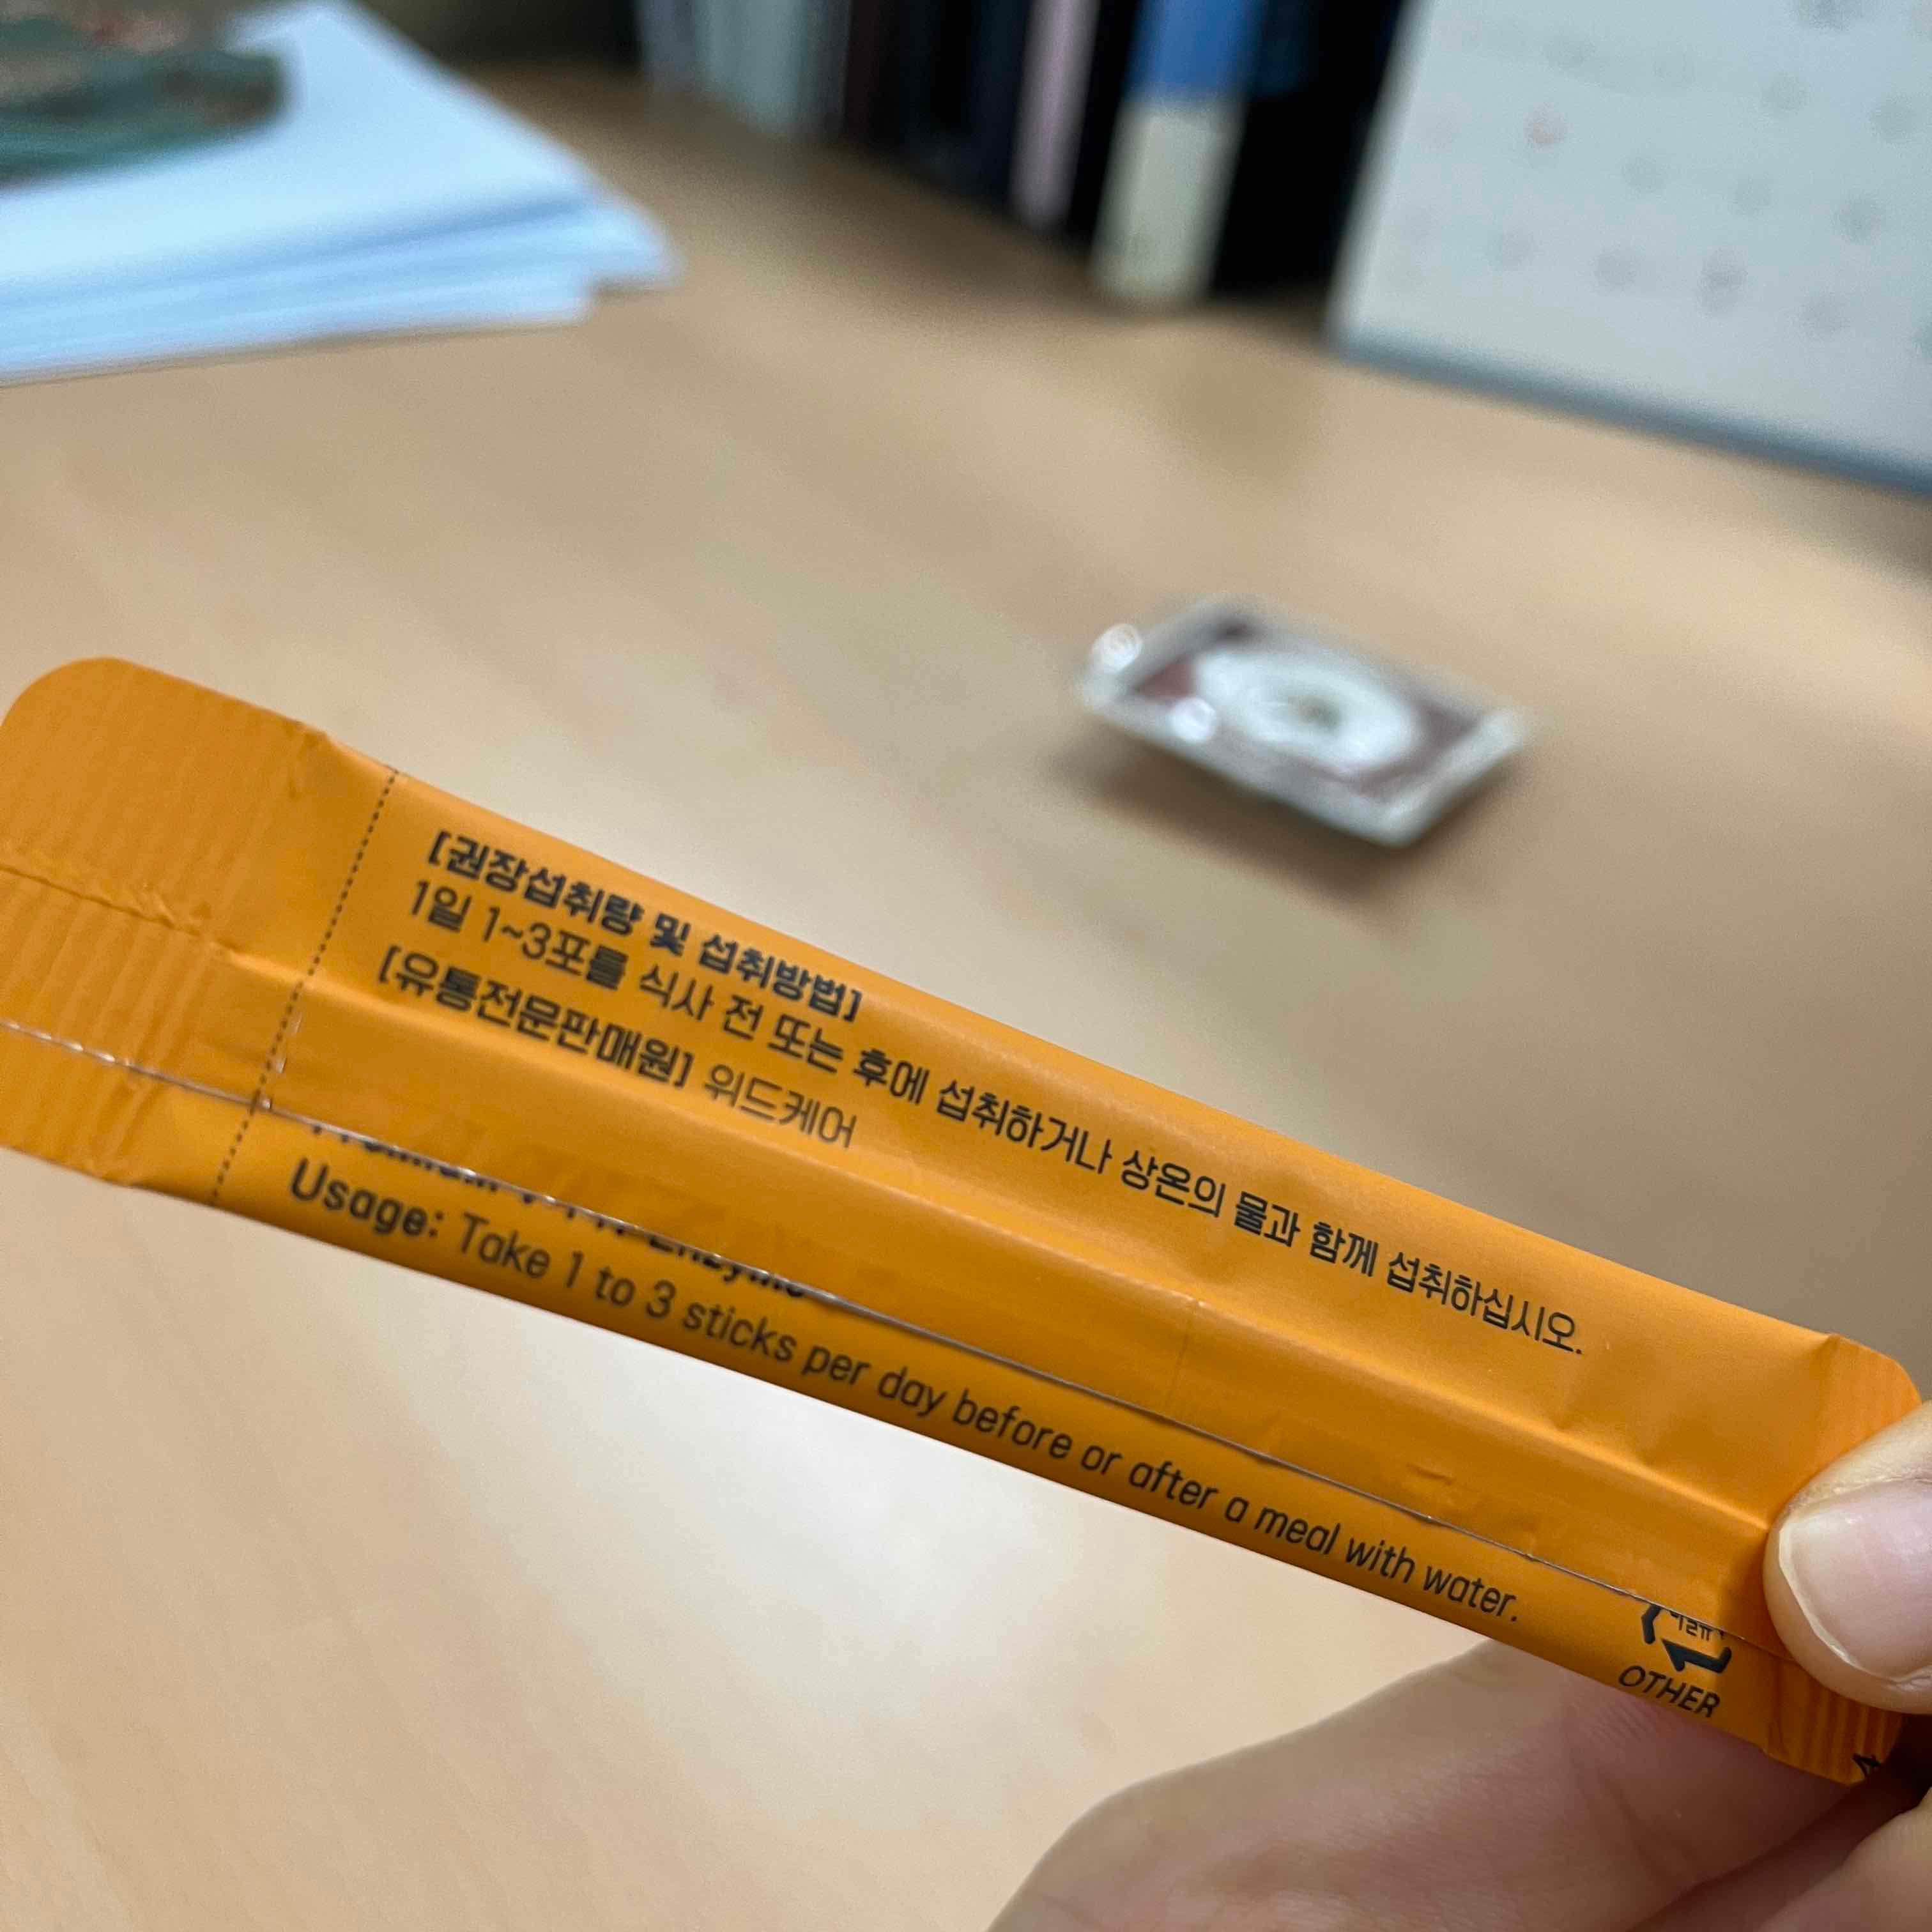 [권장섭취량 및 섭취방법]
1일 1~3포를 식사 전 또는 후에 섭취하거나 상온의 물과 함께 섭취하십시오.
[유통전문판매원] 위드케어
Enzyme
Usage: Take 1 to 3 sticks per day before or after a meal with water.
OTHER